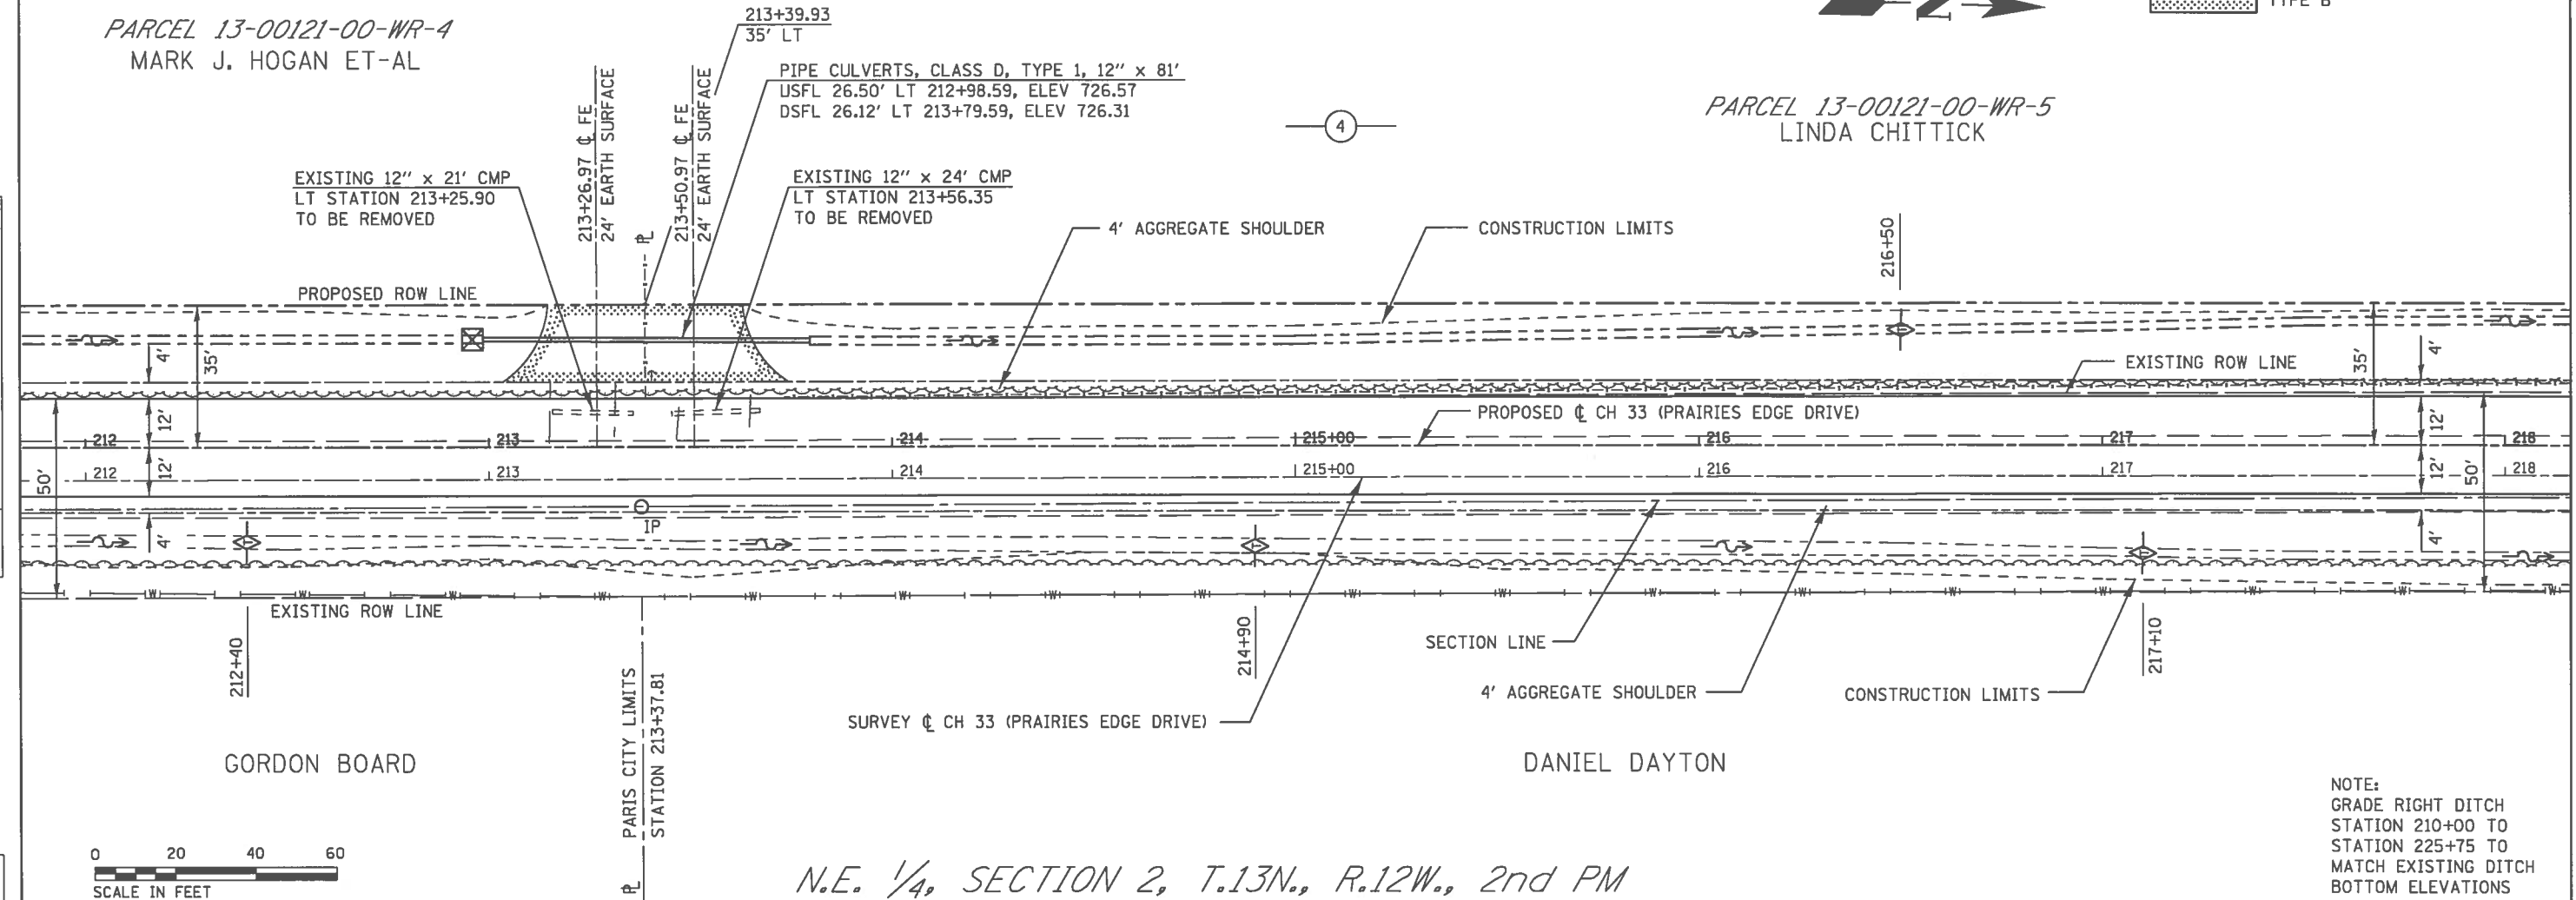 PARCEL 13-00121-00-WR-4
MARK J. HOGAN ET-AL
213+39.93
35' LT
TYPE B
PIPE CULVERTS, CLASS D, TYPE 1, 12" x 81'
USFL 26.50' LT 212+98.59, ELEV 726.57
DSFL 26.12' LT 213+79.59, ELEV 726.31
4
PARCEL 13-00121-00-WR-5
LINDA CHITTICK
213+26.97 ℄ FE
24' EARTH SURFACE
213+50.97 ℄ FE
24' EARTH SURFACE
EXISTING 12" x 21' CMP
LT STATION 213+25.90
TO BE REMOVED
EXISTING 12" x 24' CMP
LT STATION 213+56.35
TO BE REMOVED
PL
4' AGGREGATE SHOULDER
CONSTRUCTION LIMITS
216+50
PROPOSED ROW LINE
4'
35'
EXISTING ROW LINE
35'
4'
PROPOSED ℄ CH 33 (PRAIRIES EDGE DRIVE)
12'
12'
212
213
214
215+00
216
217
218
50'
12'
12'
50'
212
213
214
215+00
216
217
218
IP
4'
4'
W W W W W W W W W W W W W W W W W
EXISTING ROW LINE
212+40
214+90
217+10
SECTION LINE
4' AGGREGATE SHOULDER
CONSTRUCTION LIMITS
SURVEY ℄ CH 33 (PRAIRIES EDGE DRIVE)
PARIS CITY LIMITS
STATION 213+37.81
GORDON BOARD
DANIEL DAYTON
NOTE:
GRADE RIGHT DITCH
STATION 210+00 TO
STATION 225+75 TO
MATCH EXISTING DITCH
BOTTOM ELEVATIONS
0 20 40 60
SCALE IN FEET
PL
N.E. 1/4, SECTION 2, T.13N., R.12W., 2nd PM